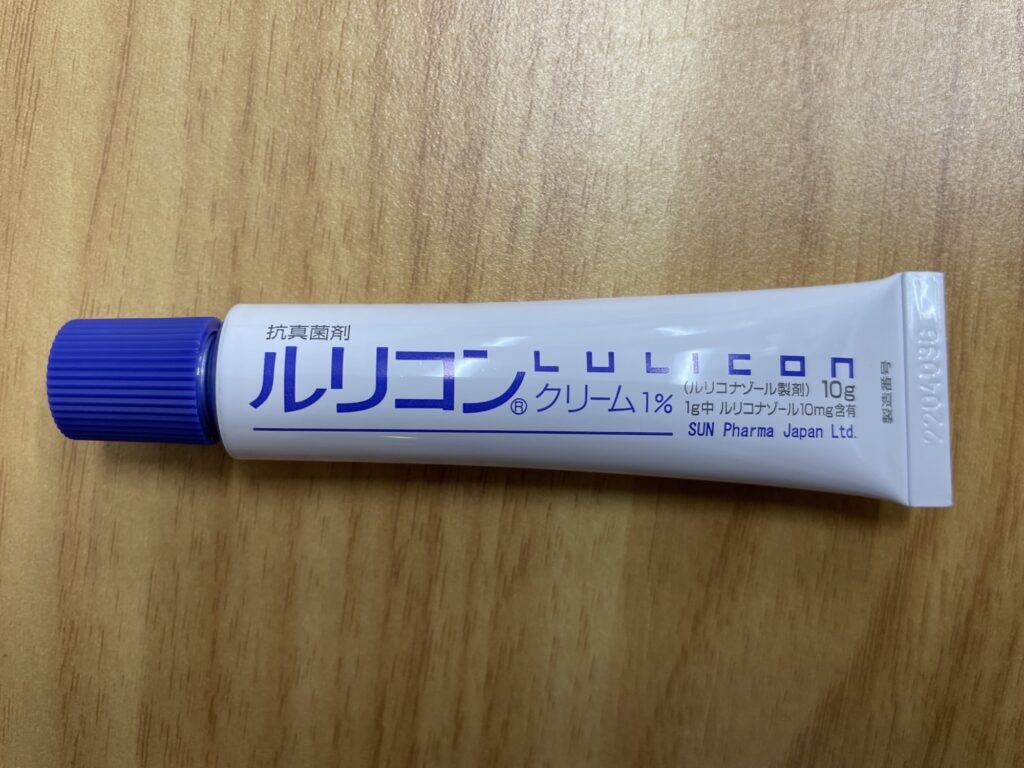 抗真菌剤
ルリコン® LULICON
クリーム1%
(ルリコナゾール製剤) 10g
1g中 ルリコナゾール10mg含有
SUN Pharma Japan Ltd.
製造番号